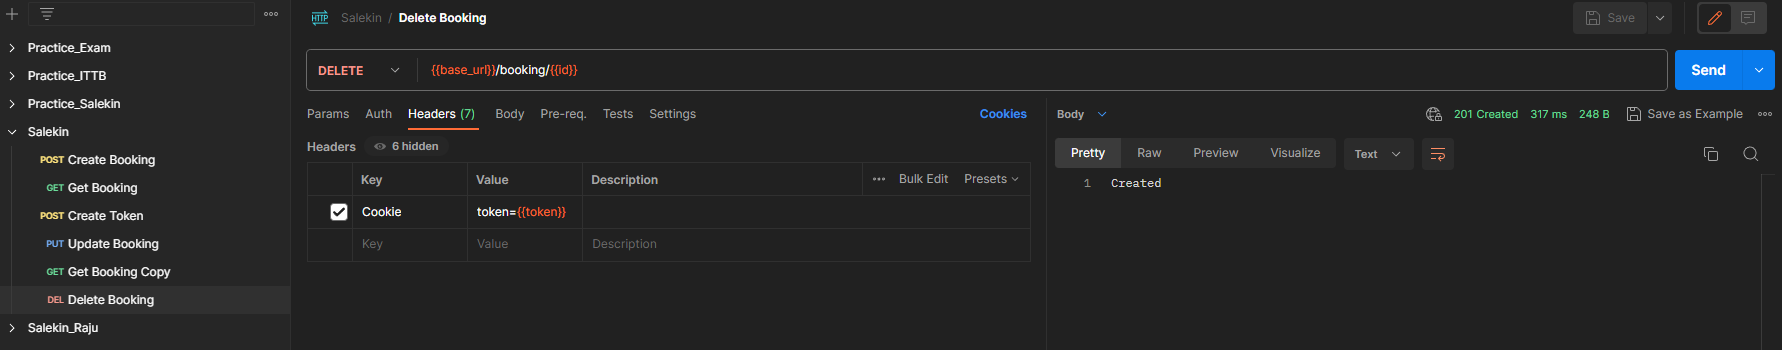 HTTP Salekin / Delete Booking
Save
Practice_Exam
Practice_ITTB
Practice_Salekin
Salekin
POST Create Booking
GET Get Booking
POST Create Token
PUT Update Booking
GET Get Booking Copy
DEL Delete Booking
Salekin_Raju
DELETE {{base_url}}/booking/{{id}}
Send
Params Auth Headers (7) Body Pre-req. Tests Settings Cookies
Headers 6 hidden
Key Value Description Bulk Edit Presets
Cookie token={{token}}
Key Value Description
Body 201 Created 317 ms 248 B Save as Example
Pretty Raw Preview Visualize Text
1 Created